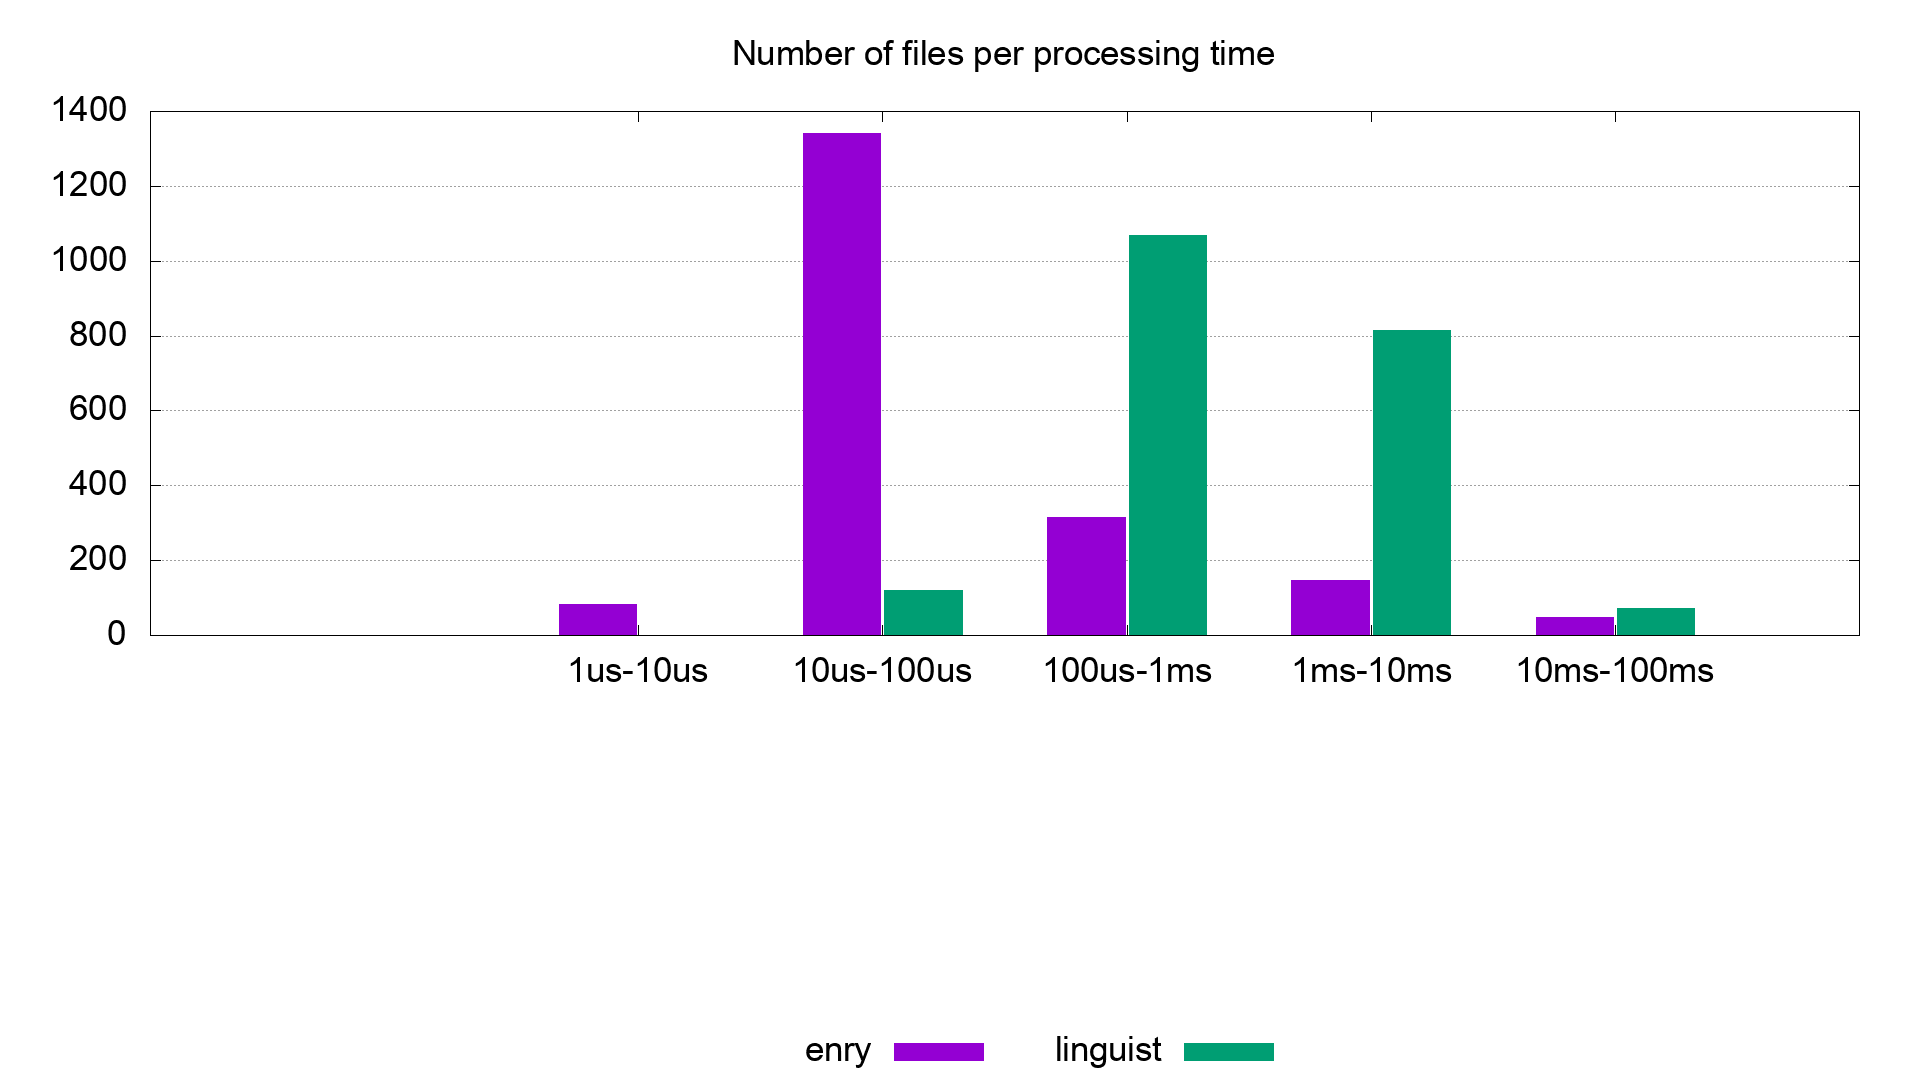 Number of files per processing time
1400
1200
1000
800
600
400
200
0
1us-10us 10us-100us 100us-1ms 1ms-10ms 10ms-100ms
enry linguist